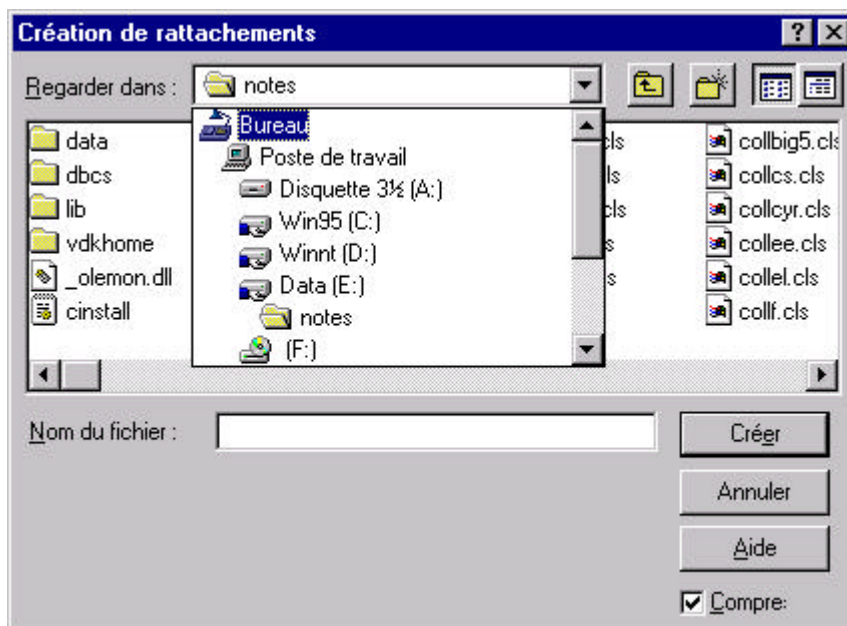 Création de rattachements
Regarder dans :
notes
Bureau
Poste de travail
Disquette 3½ (A:)
Win95 (C:)
Winnt (D:)
Data (E:)
notes
(F:)
data
dbcs
lib
vdkhome
_olemon.dll
cinstall
cls
ls
cls
s
s
collbig5.cls
collcs.cls
collcyr.cls
collee.cls
collel.cls
collf.cls
Nom du fichier :
Créer
Annuler
Aide
Compre: